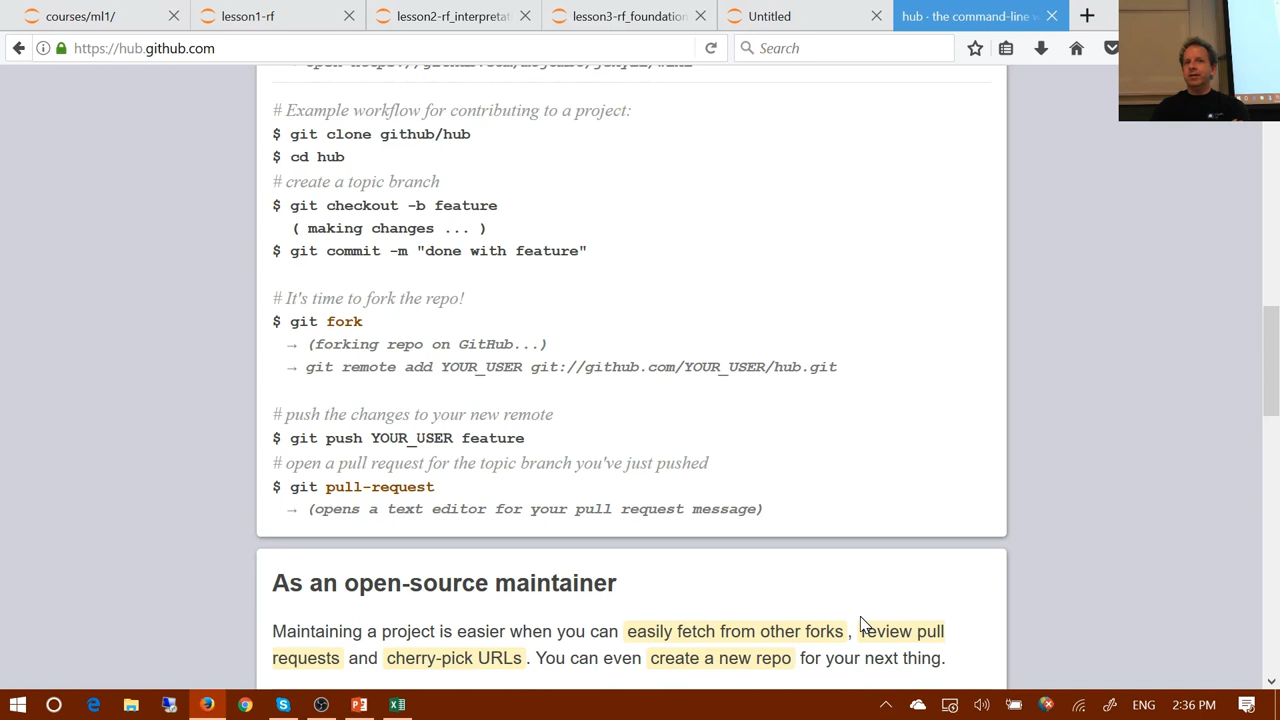 courses/ml1/
lesson1-rf
lesson2-rf_interpretati
lesson3-rf_foundation
Untitled
hub · the command-line w
https://hub.github.com
Search
# Example workflow for contributing to a project:
$ git clone github/hub
$ cd hub
# create a topic branch
$ git checkout -b feature
( making changes ... )
$ git commit -m "done with feature"
# It's time to fork the repo!
$ git fork
→ (forking repo on GitHub...)
→ git remote add YOUR_USER git://github.com/YOUR_USER/hub.git
# push the changes to your new remote
$ git push YOUR_USER feature
# open a pull request for the topic branch you've just pushed
$ git pull-request
→ (opens a text editor for your pull request message)
As an open-source maintainer
Maintaining a project is easier when you can easily fetch from other forks , review pull
requests and cherry-pick URLs . You can even create a new repo for your next thing.
ENG 2:36 PM